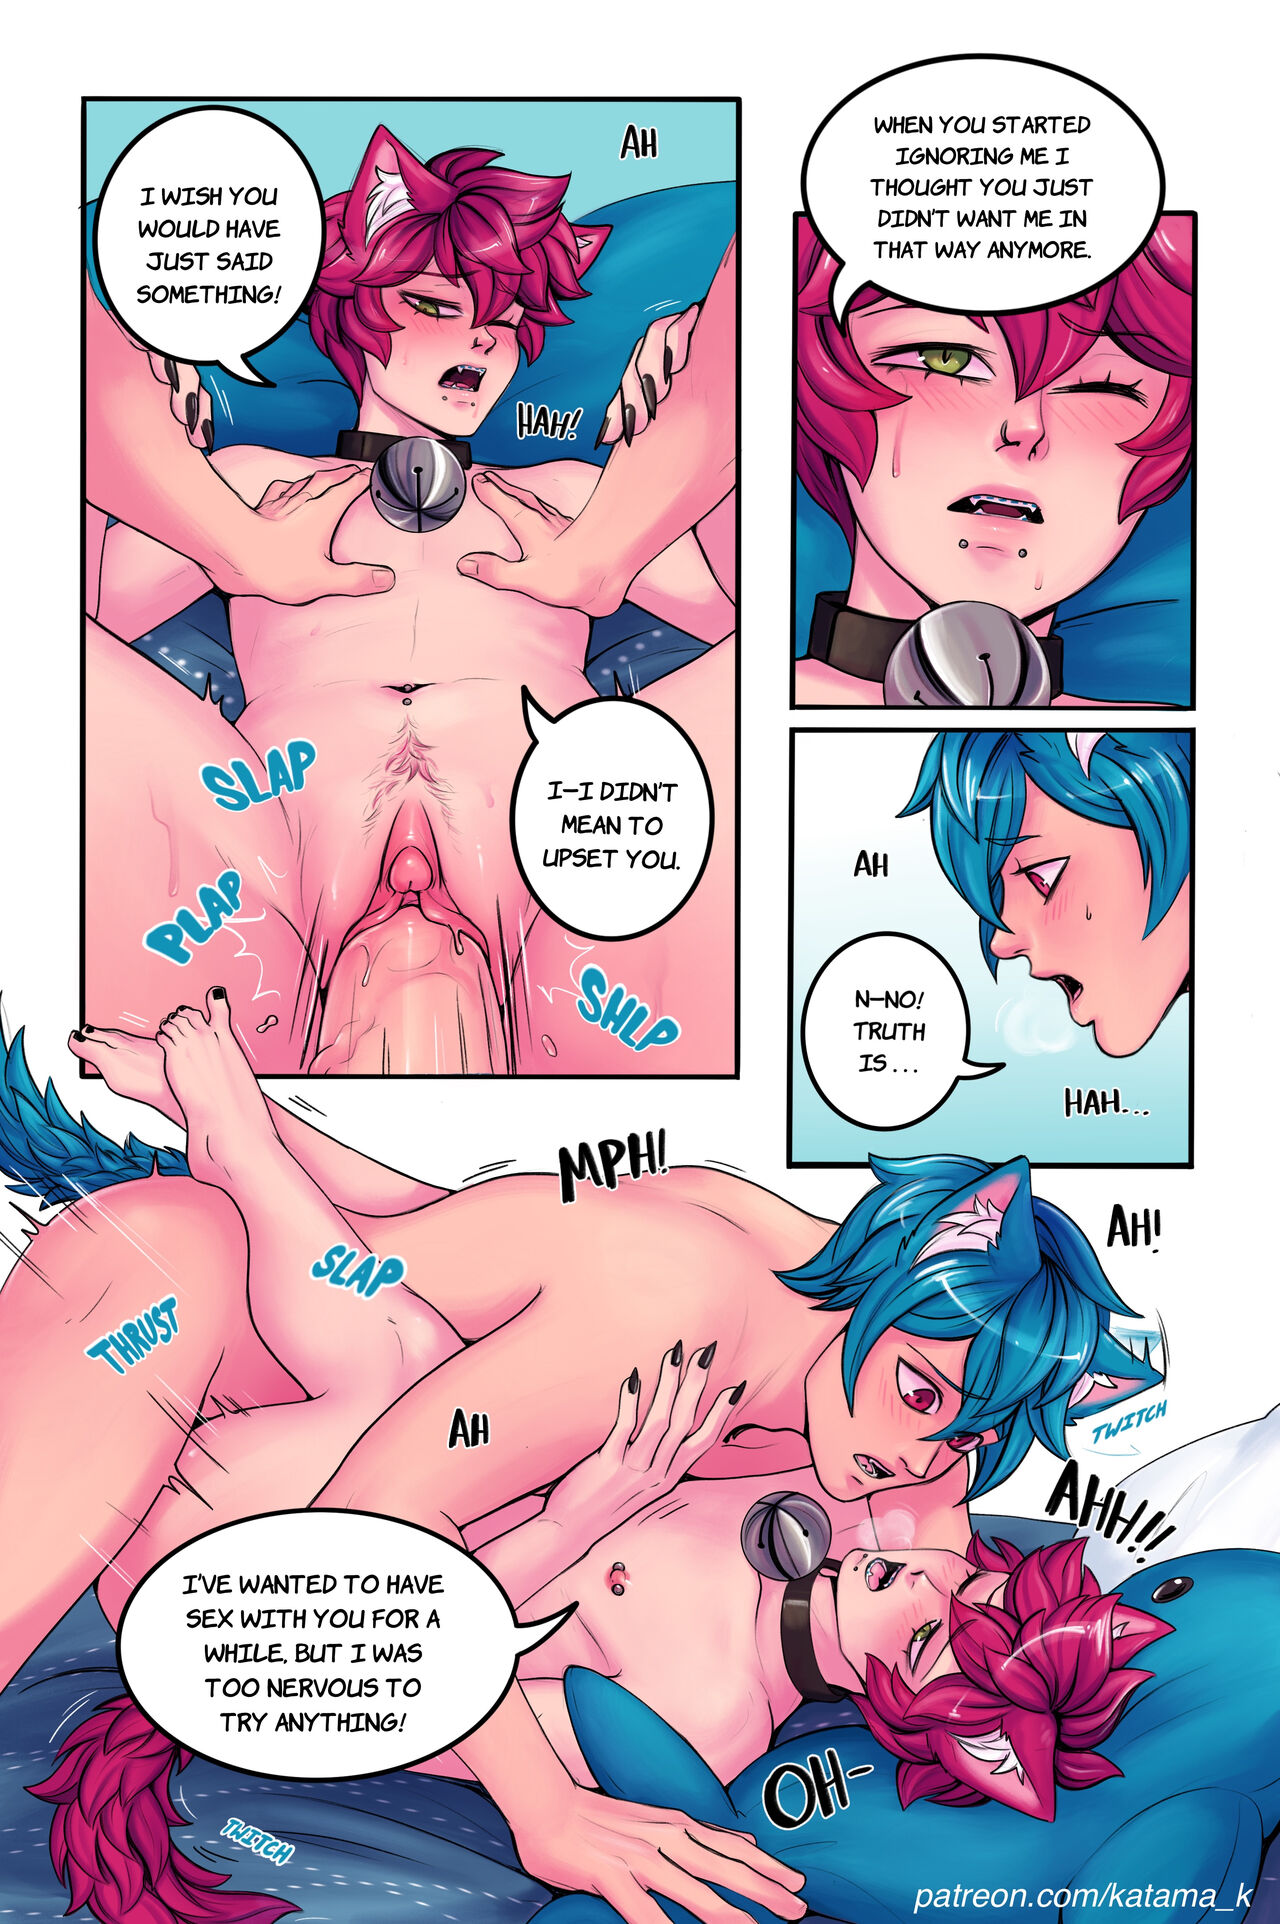 AH
I WISH YOU
WOULD HAVE
JUST SAID
SOMETHING!
HAH!
I-I DIDN'T
MEAN TO
UPSET YOU.
SLAP
PLAP
SHLP
WHEN YOU STARTED
IGNORING ME I
THOUGHT YOU JUST
DIDN'T WANT ME IN
THAT WAY ANYMORE.
AH
N-NO!
TRUTH
IS...
HAH...
MPH!
AH!
SLAP
THRUST
TWITCH
AH
AHH!!
I'VE WANTED TO HAVE
SEX WITH YOU FOR A
WHILE, BUT I WAS
TOO NERVOUS TO
TRY ANYTHING!
OH-
TWITCH
patreon.com/katama_k